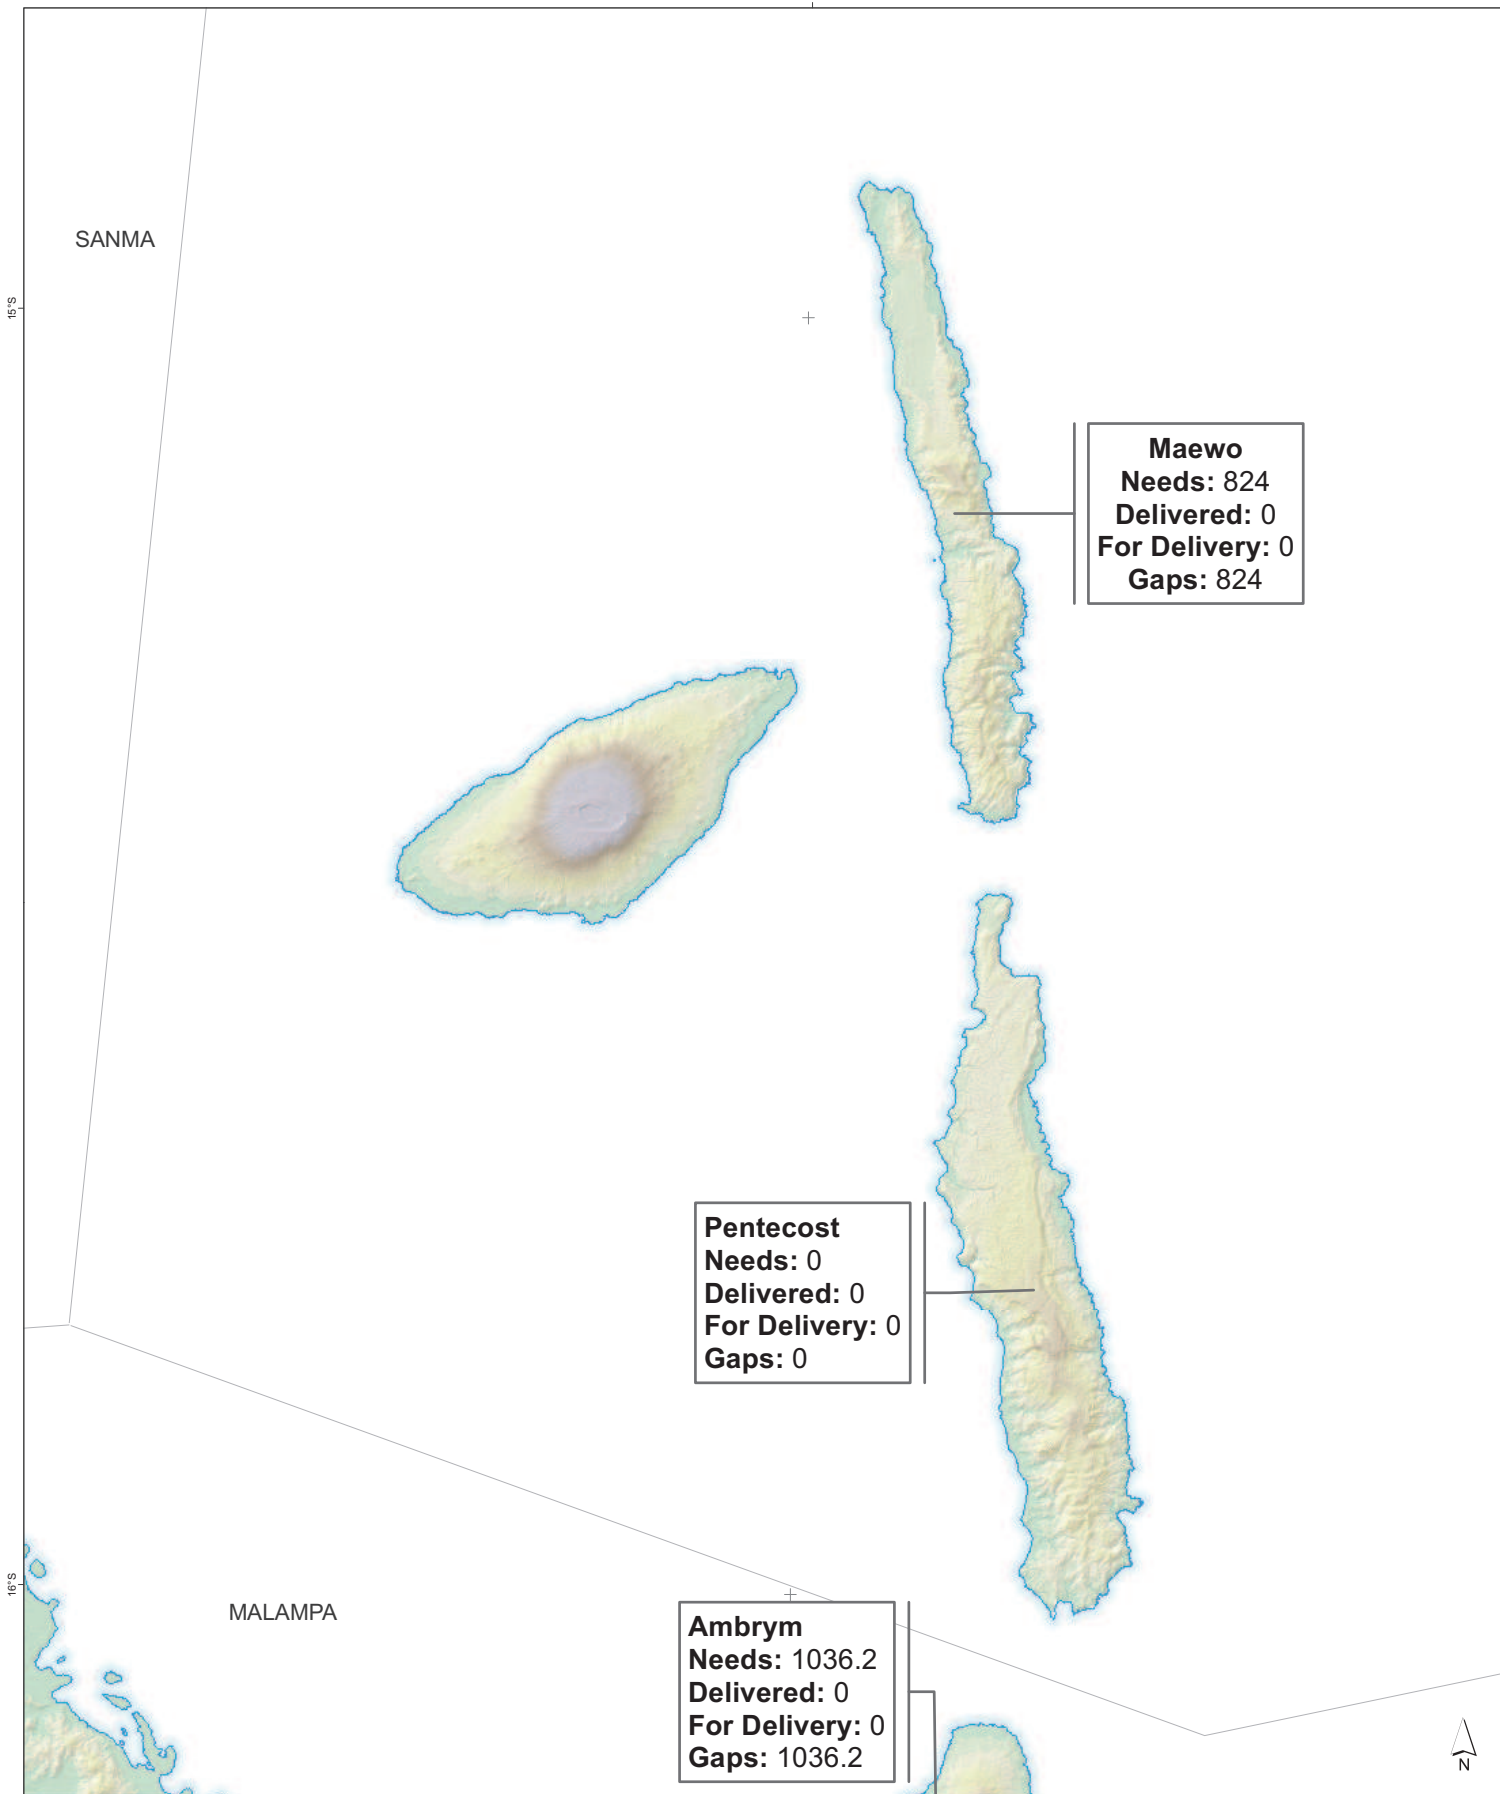 SANMA
15°S
Maewo
Needs: 824
Delivered: 0
For Delivery: 0
Gaps: 824
Pentecost
Needs: 0
Delivered: 0
For Delivery: 0
Gaps: 0
16°S
MALAMPA
Ambrym
Needs: 1036.2
Delivered: 0
For Delivery: 0
Gaps: 1036.2
N